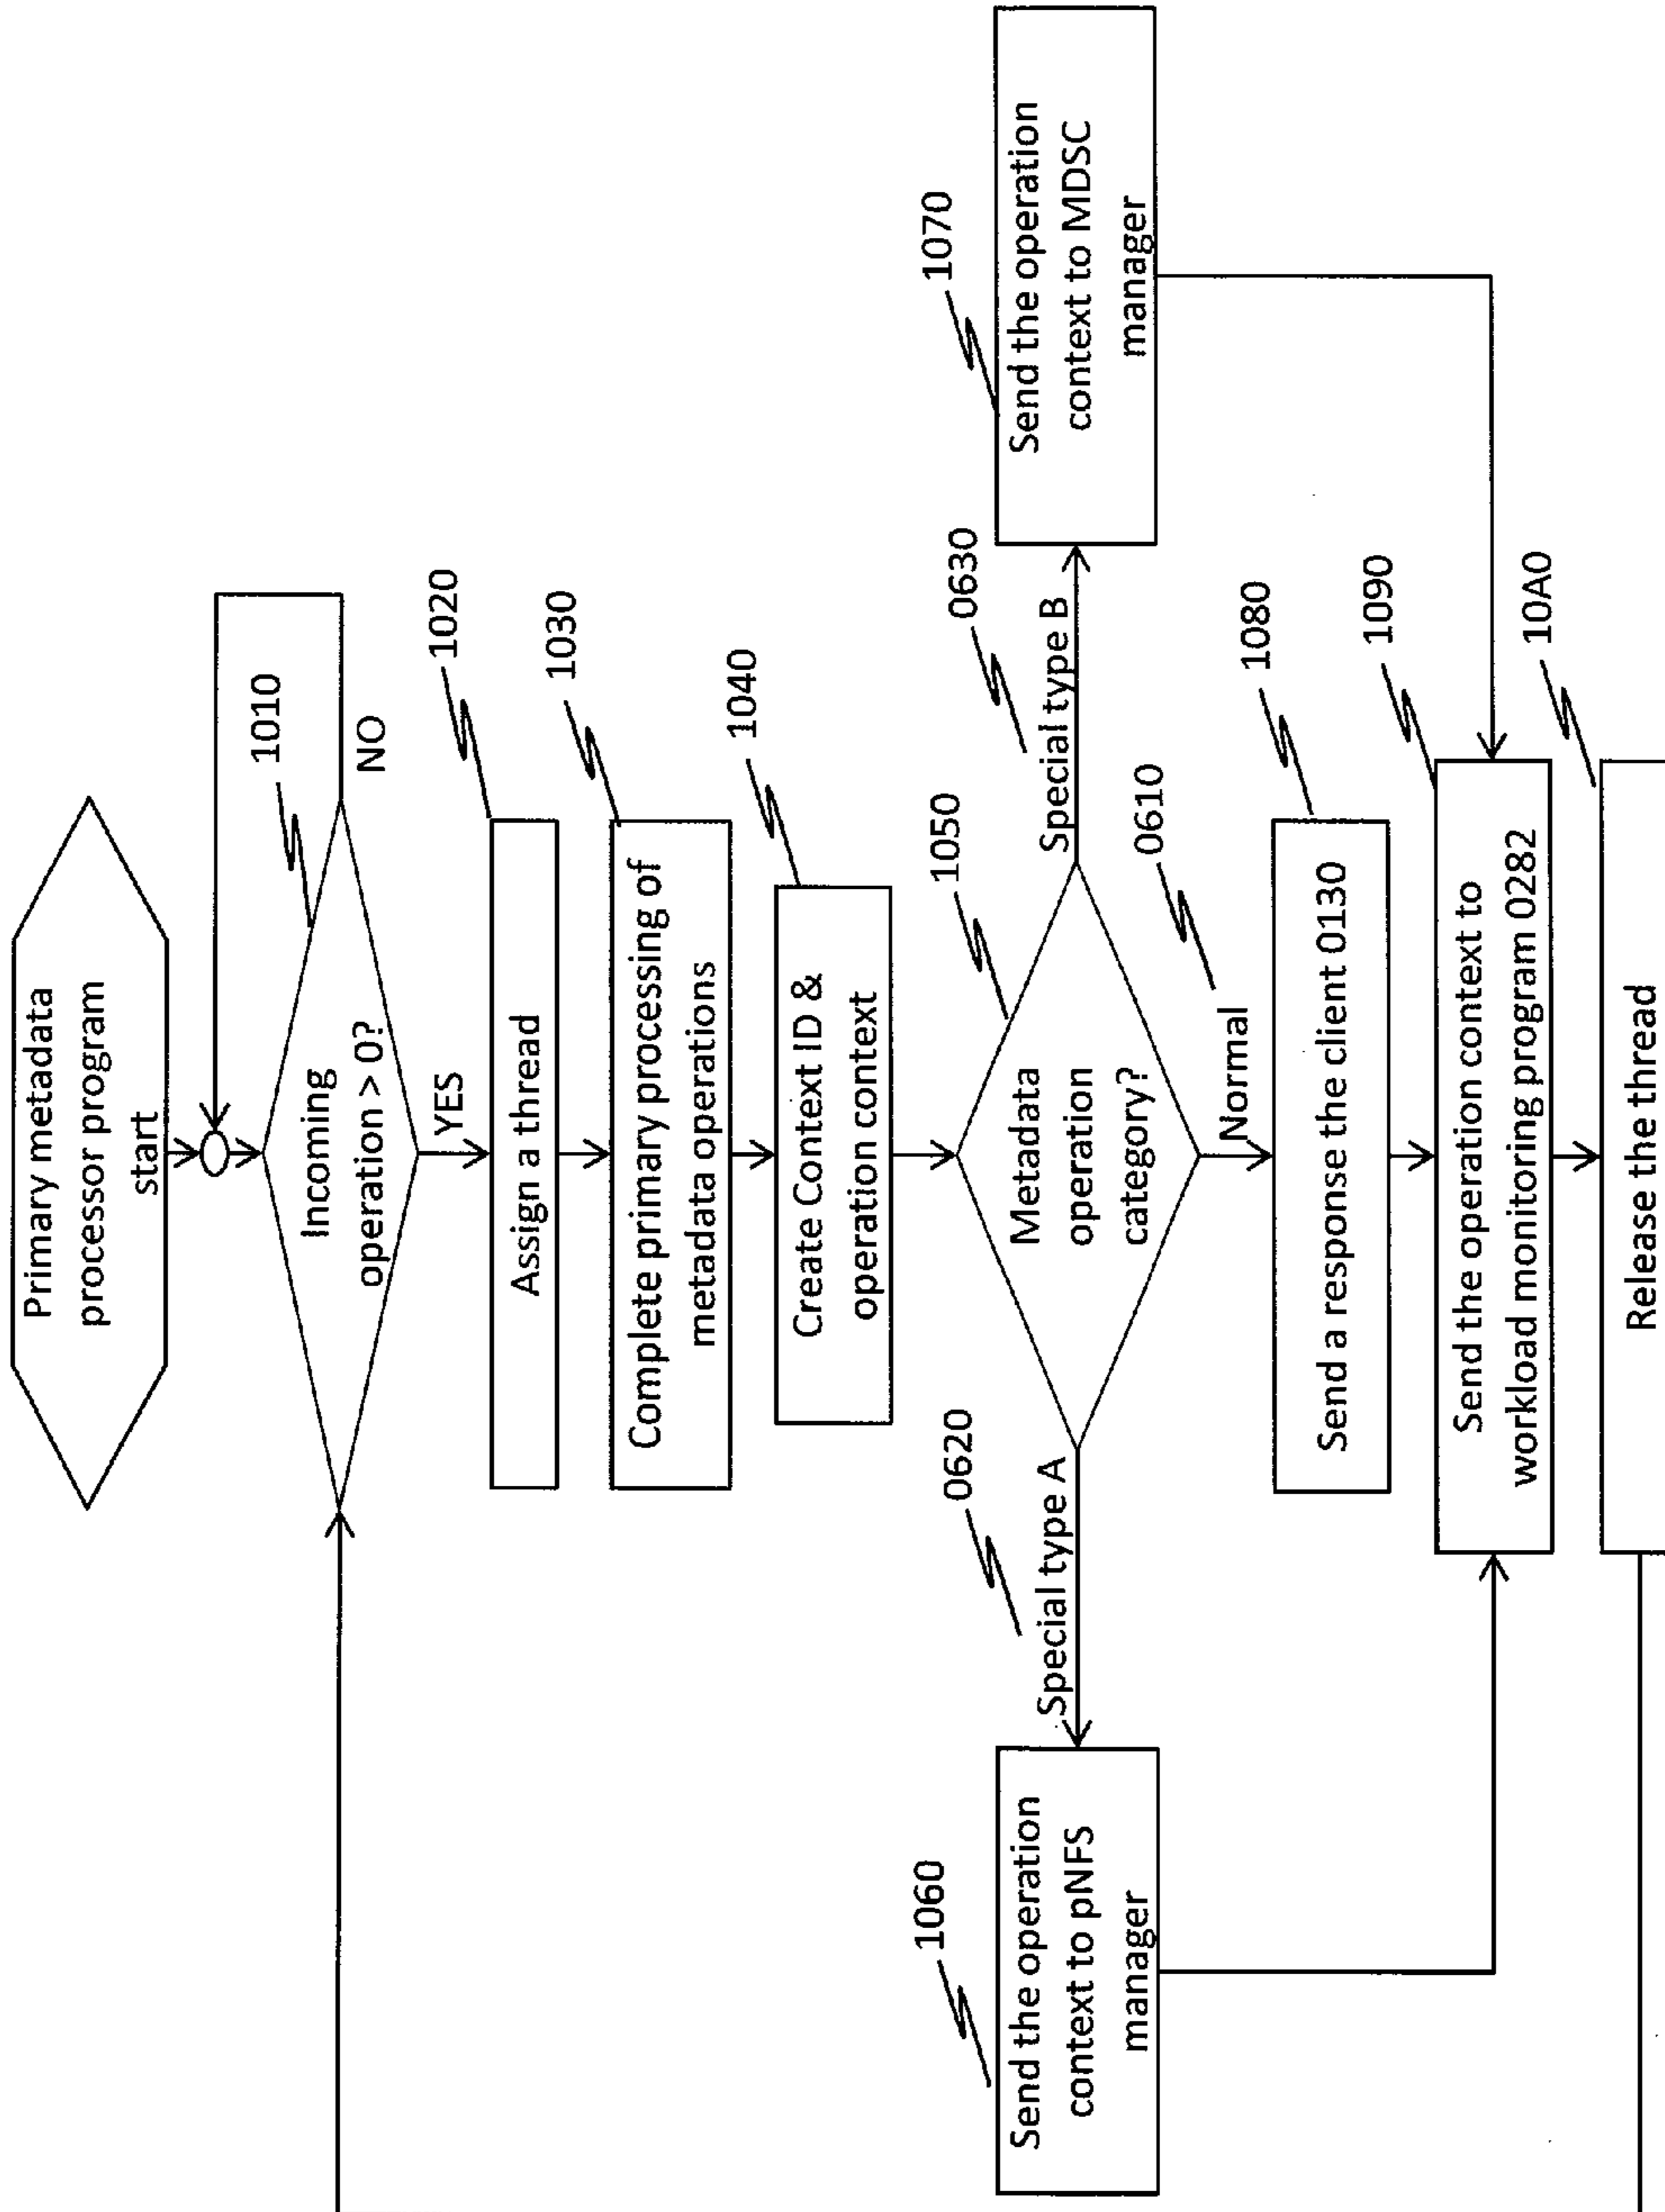 Primary metadata
processor program
start
Incoming
operation > 0?
1010
NO
YES
Assign a thread
1020
Complete primary processing of
metadata operations
1030
Create Context ID &
operation context
1040
Metadata
operation
category?
1050
Special type A
0620
Special type B
0630
Normal
0610
Send the operation
context to pNFS
manager
1060
Send the operation
context to MDSC
manager
1070
Send a response the client 0130
1080
Send the operation context to
workload monitoring program 0282
1090
Release the thread
10A0